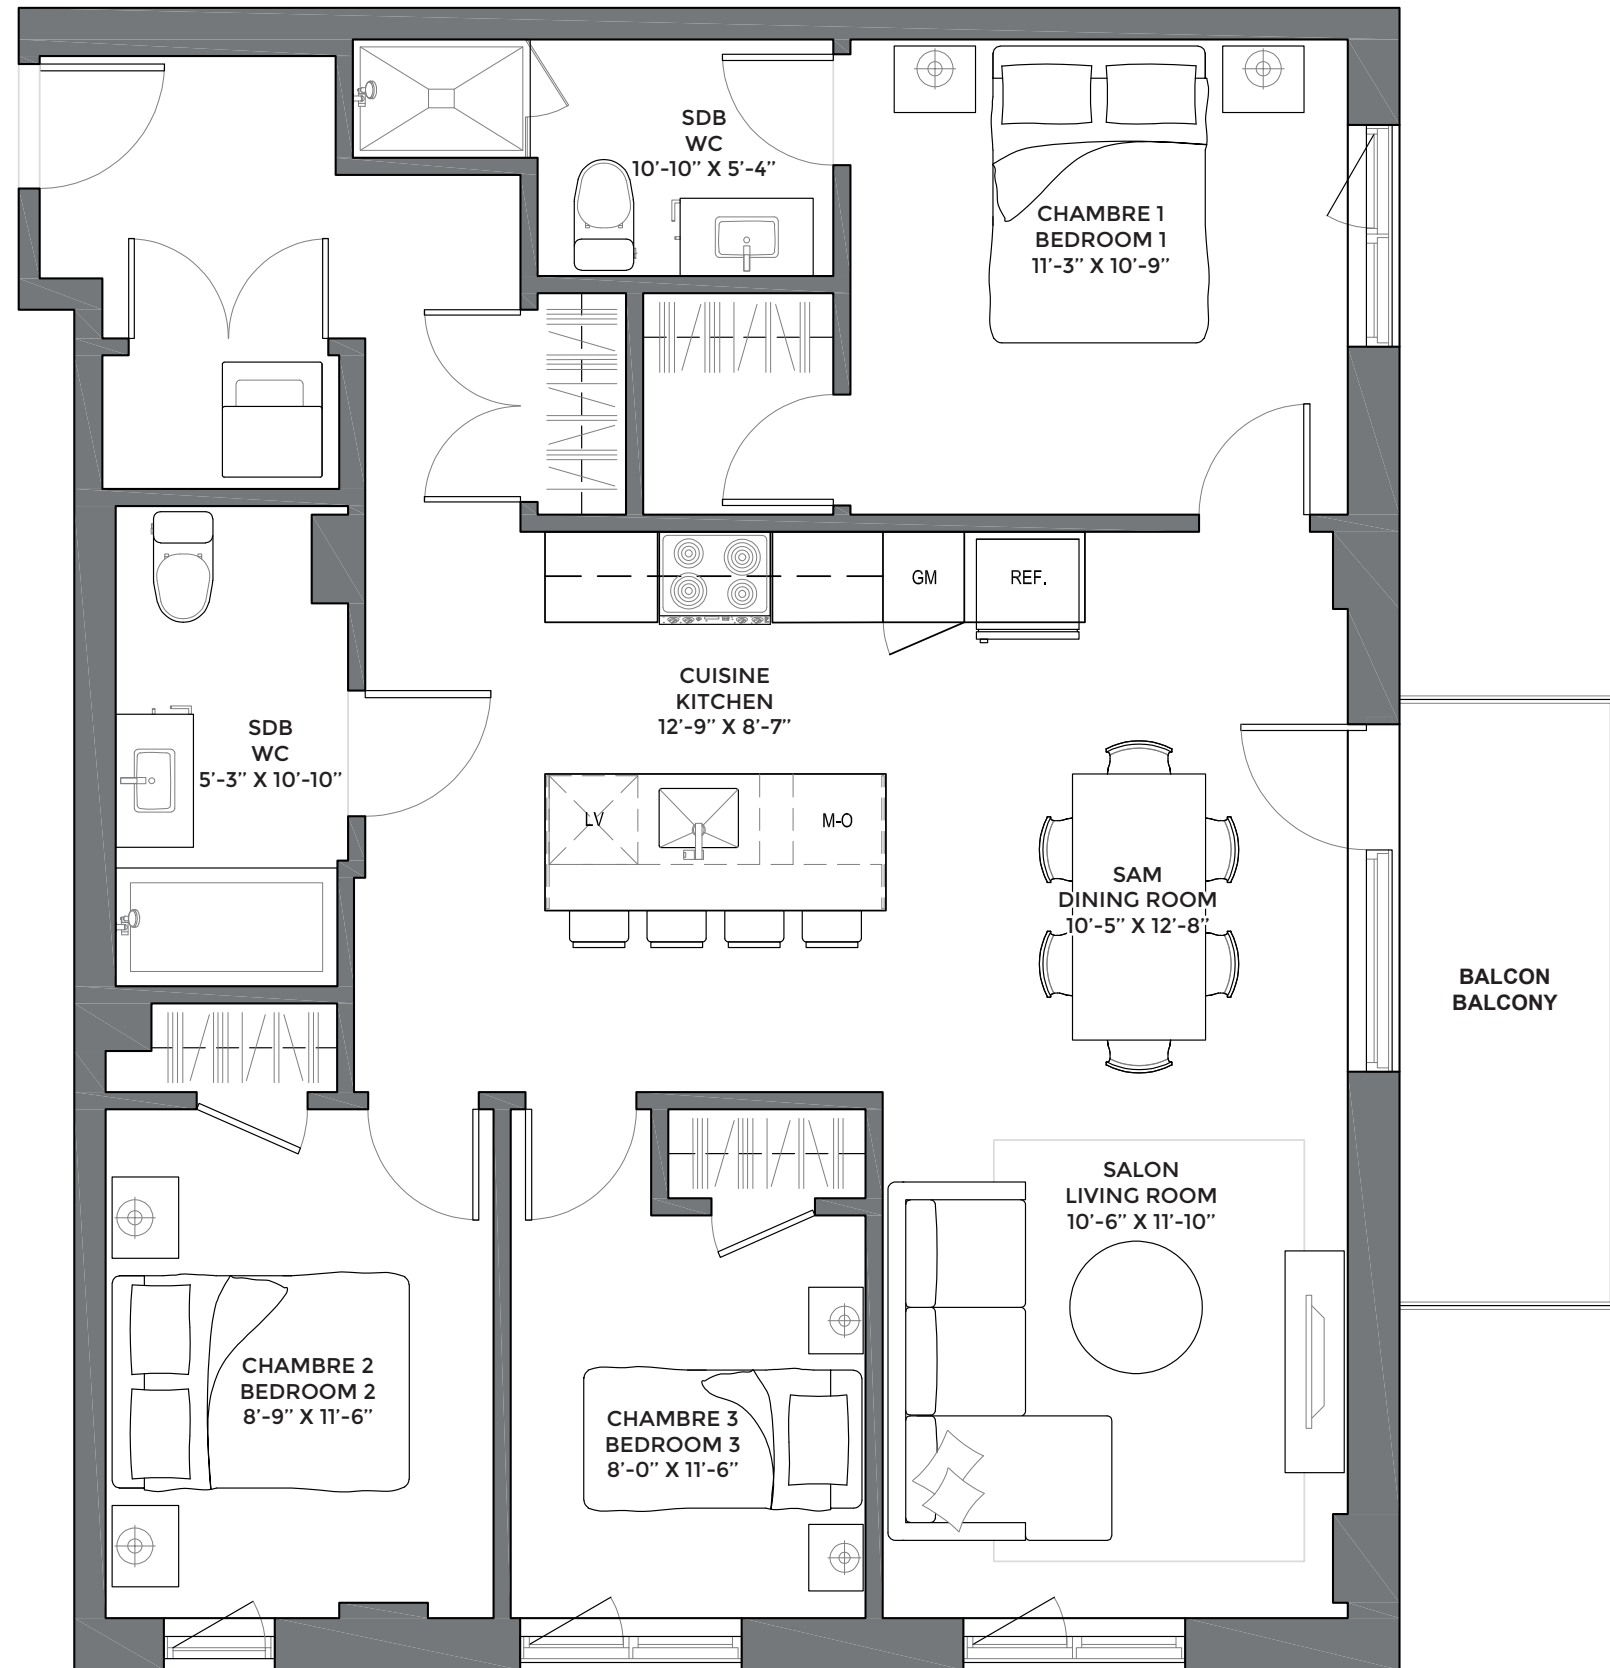 SDB
WC
10'-10" X 5'-4"
CHAMBRE 1
BEDROOM 1
11'-3" X 10'-9"
GM
REF.
CUISINE
KITCHEN
12'-9" X 8'-7"
SDB
WC
5'-3" X 10'-10"
LV
M-O
SAM
DINING ROOM
10'-5" X 12'-8"
BALCON
BALCONY
SALON
LIVING ROOM
10'-6" X 11'-10"
CHAMBRE 2
BEDROOM 2
8'-9" X 11'-6"
CHAMBRE 3
BEDROOM 3
8'-0" X 11'-6"